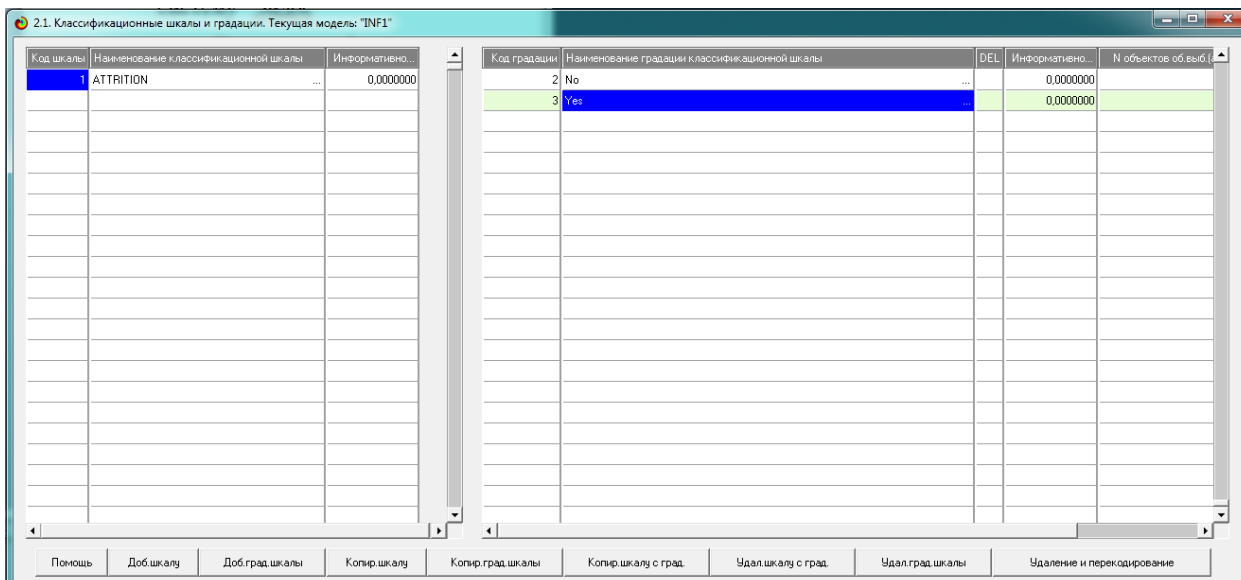 2.1. Классификационные шкалы и градации. Текущая модель: "INF1"
Код шкалы Наименование классификационной шкалы Информативно...
1 ATTRITION ... 0,0000000
Код градации Наименование градации классификационной шкалы DEL Информативно... N объектов об.выб.(
2 No ... 0,0000000
3 Yes ... 0,0000000
Помощь Доб.шкалу Доб.град.шкалы Копир.шкалу Копир.град.шкалы Копир.шкалу с град. Удал.шкалу с град. Удал.град.шкалы Удаление и перекодирование